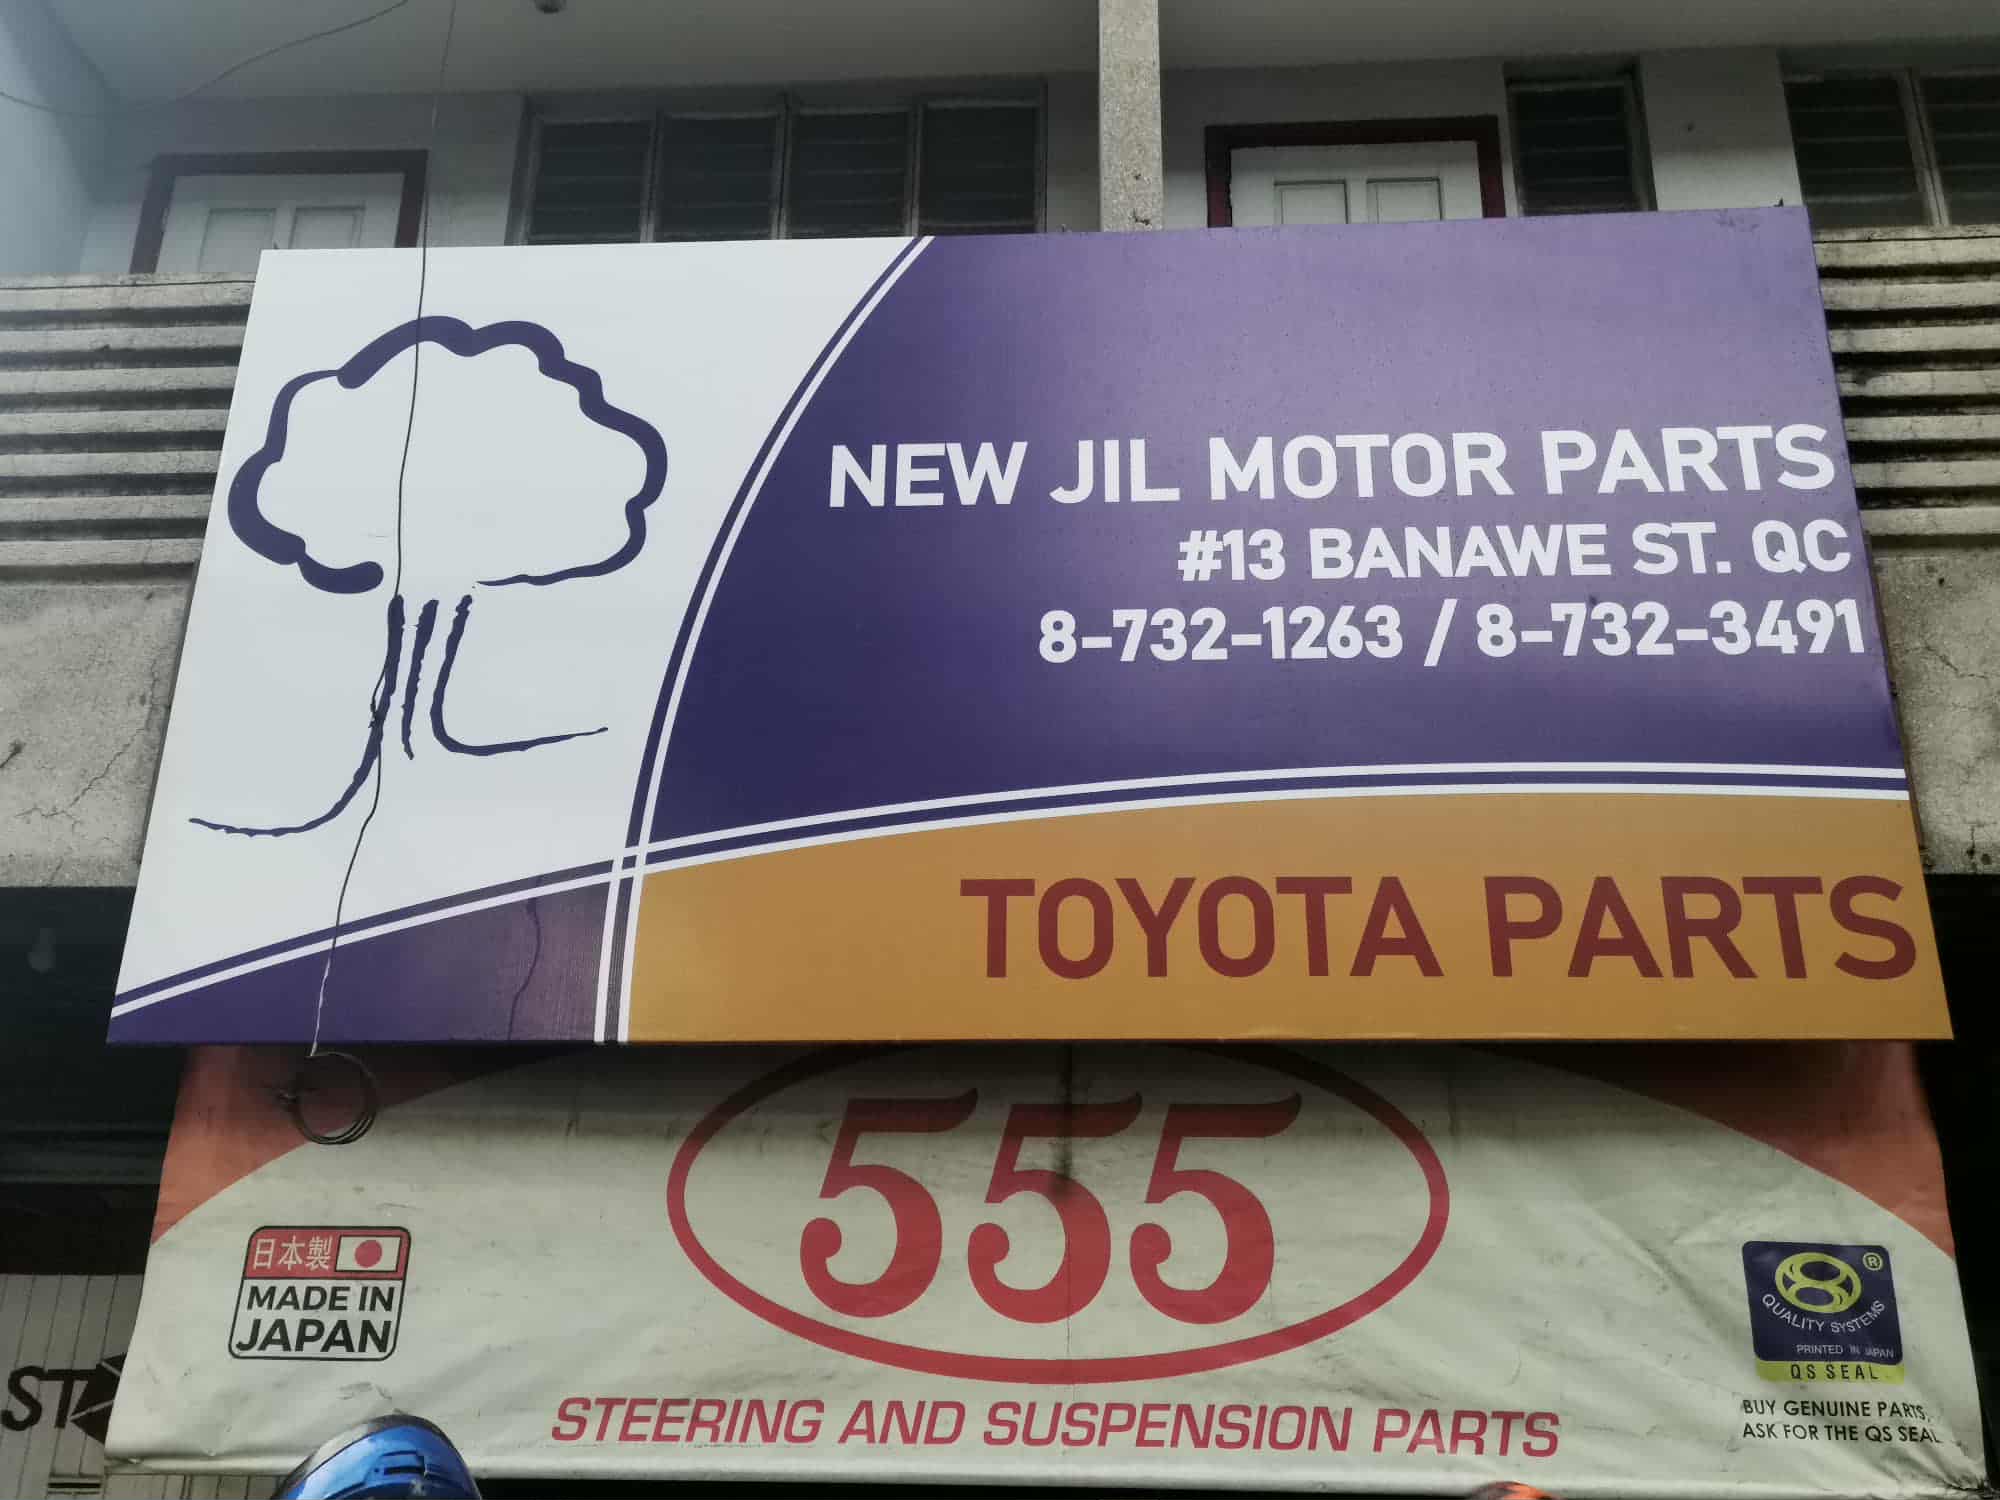 NEW JIL MOTOR PARTS
#13 BANAWE ST. QC
8-732-1263 / 8-732-3491
TOYOTA PARTS
555
日本製
MADE IN
JAPAN
STEERING AND SUSPENSION PARTS
®
QUALITY SYSTEMS
PRINTED IN JAPAN
QS SEAL
BUY GENUINE PARTS,
ASK FOR THE QS SEAL
ST